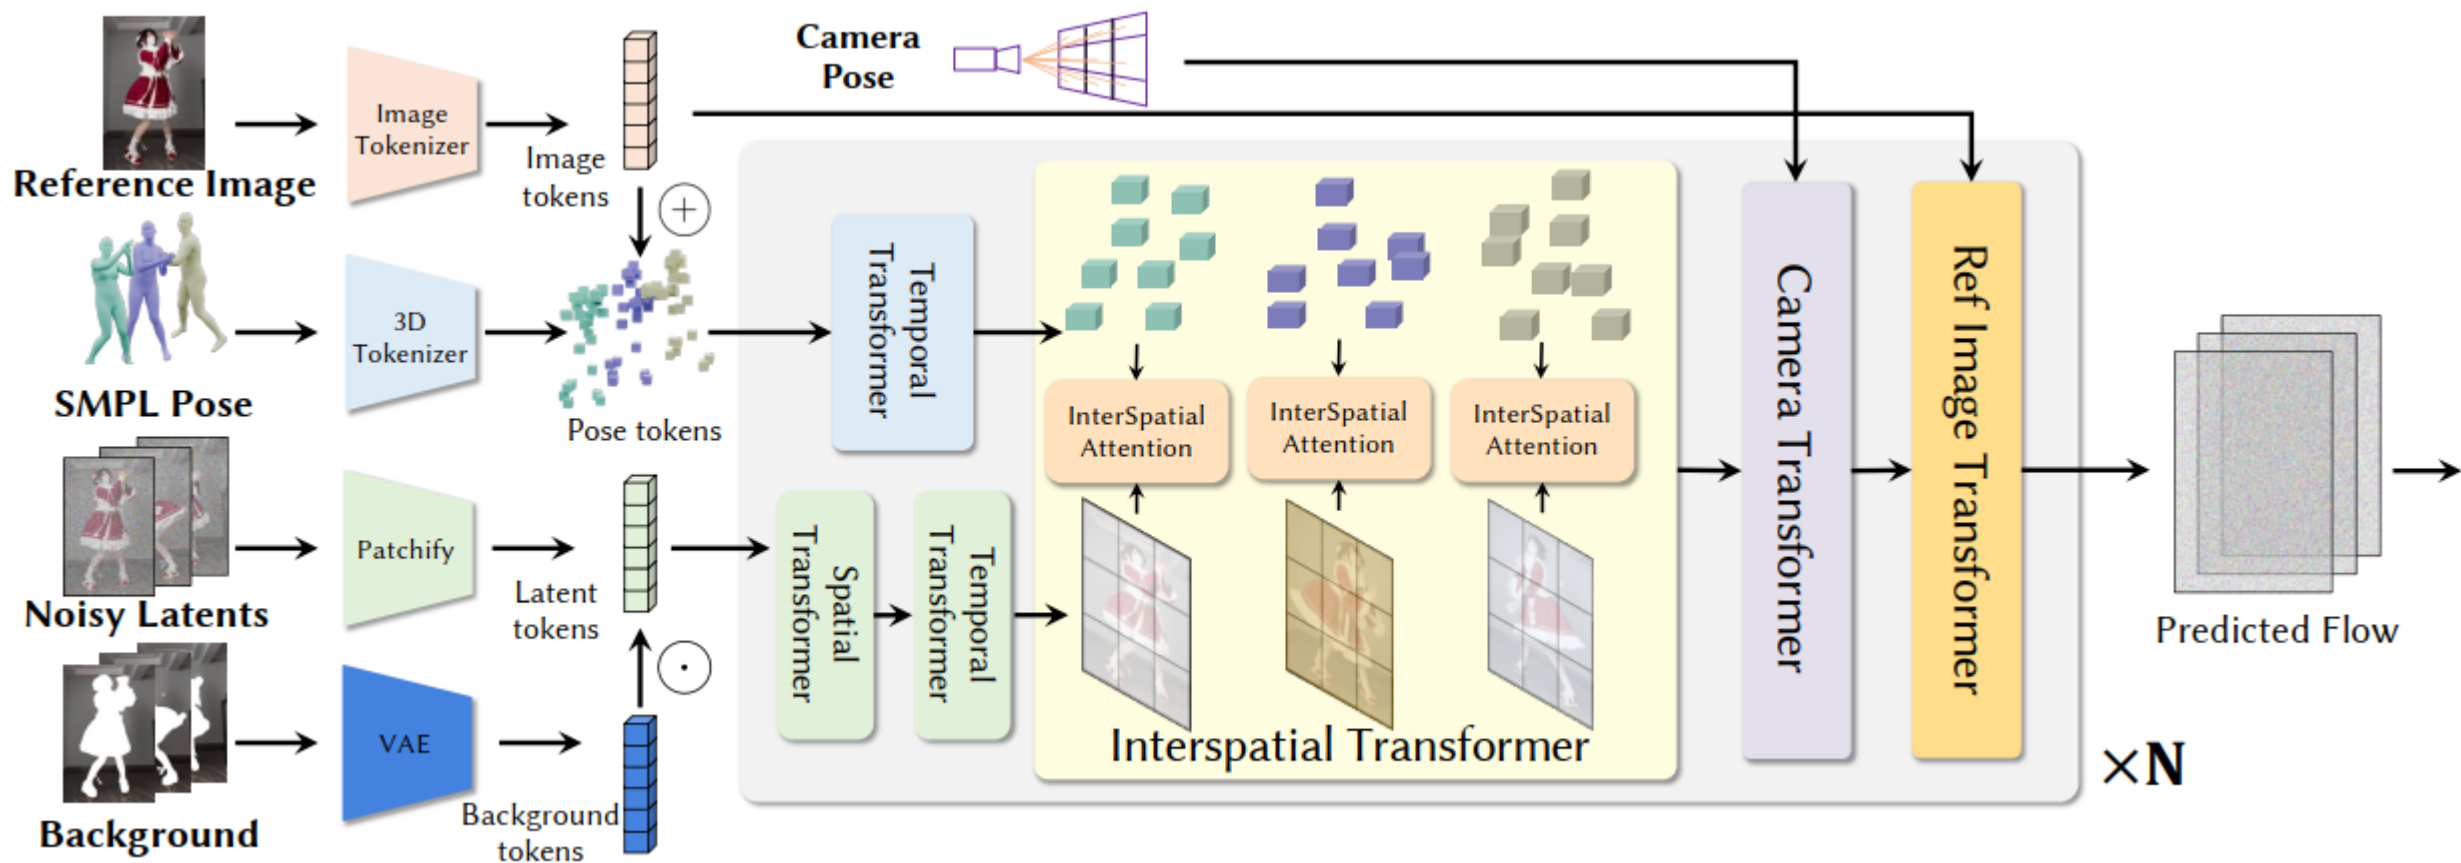 Reference Image
SMPL Pose
Noisy Latents
Background
Image
Tokenizer
3D
Tokenizer
Patchify
VAE
Image
tokens
+
Pose tokens
Latent
tokens
Background
tokens
Camera
Pose
Temporal
Transformer
Spatial
Transformer
Temporal
Transformer
InterSpatial
Attention
InterSpatial
Attention
InterSpatial
Attention
Interspatial Transformer
Camera Transformer
Ref Image Transformer
×N
Predicted Flow